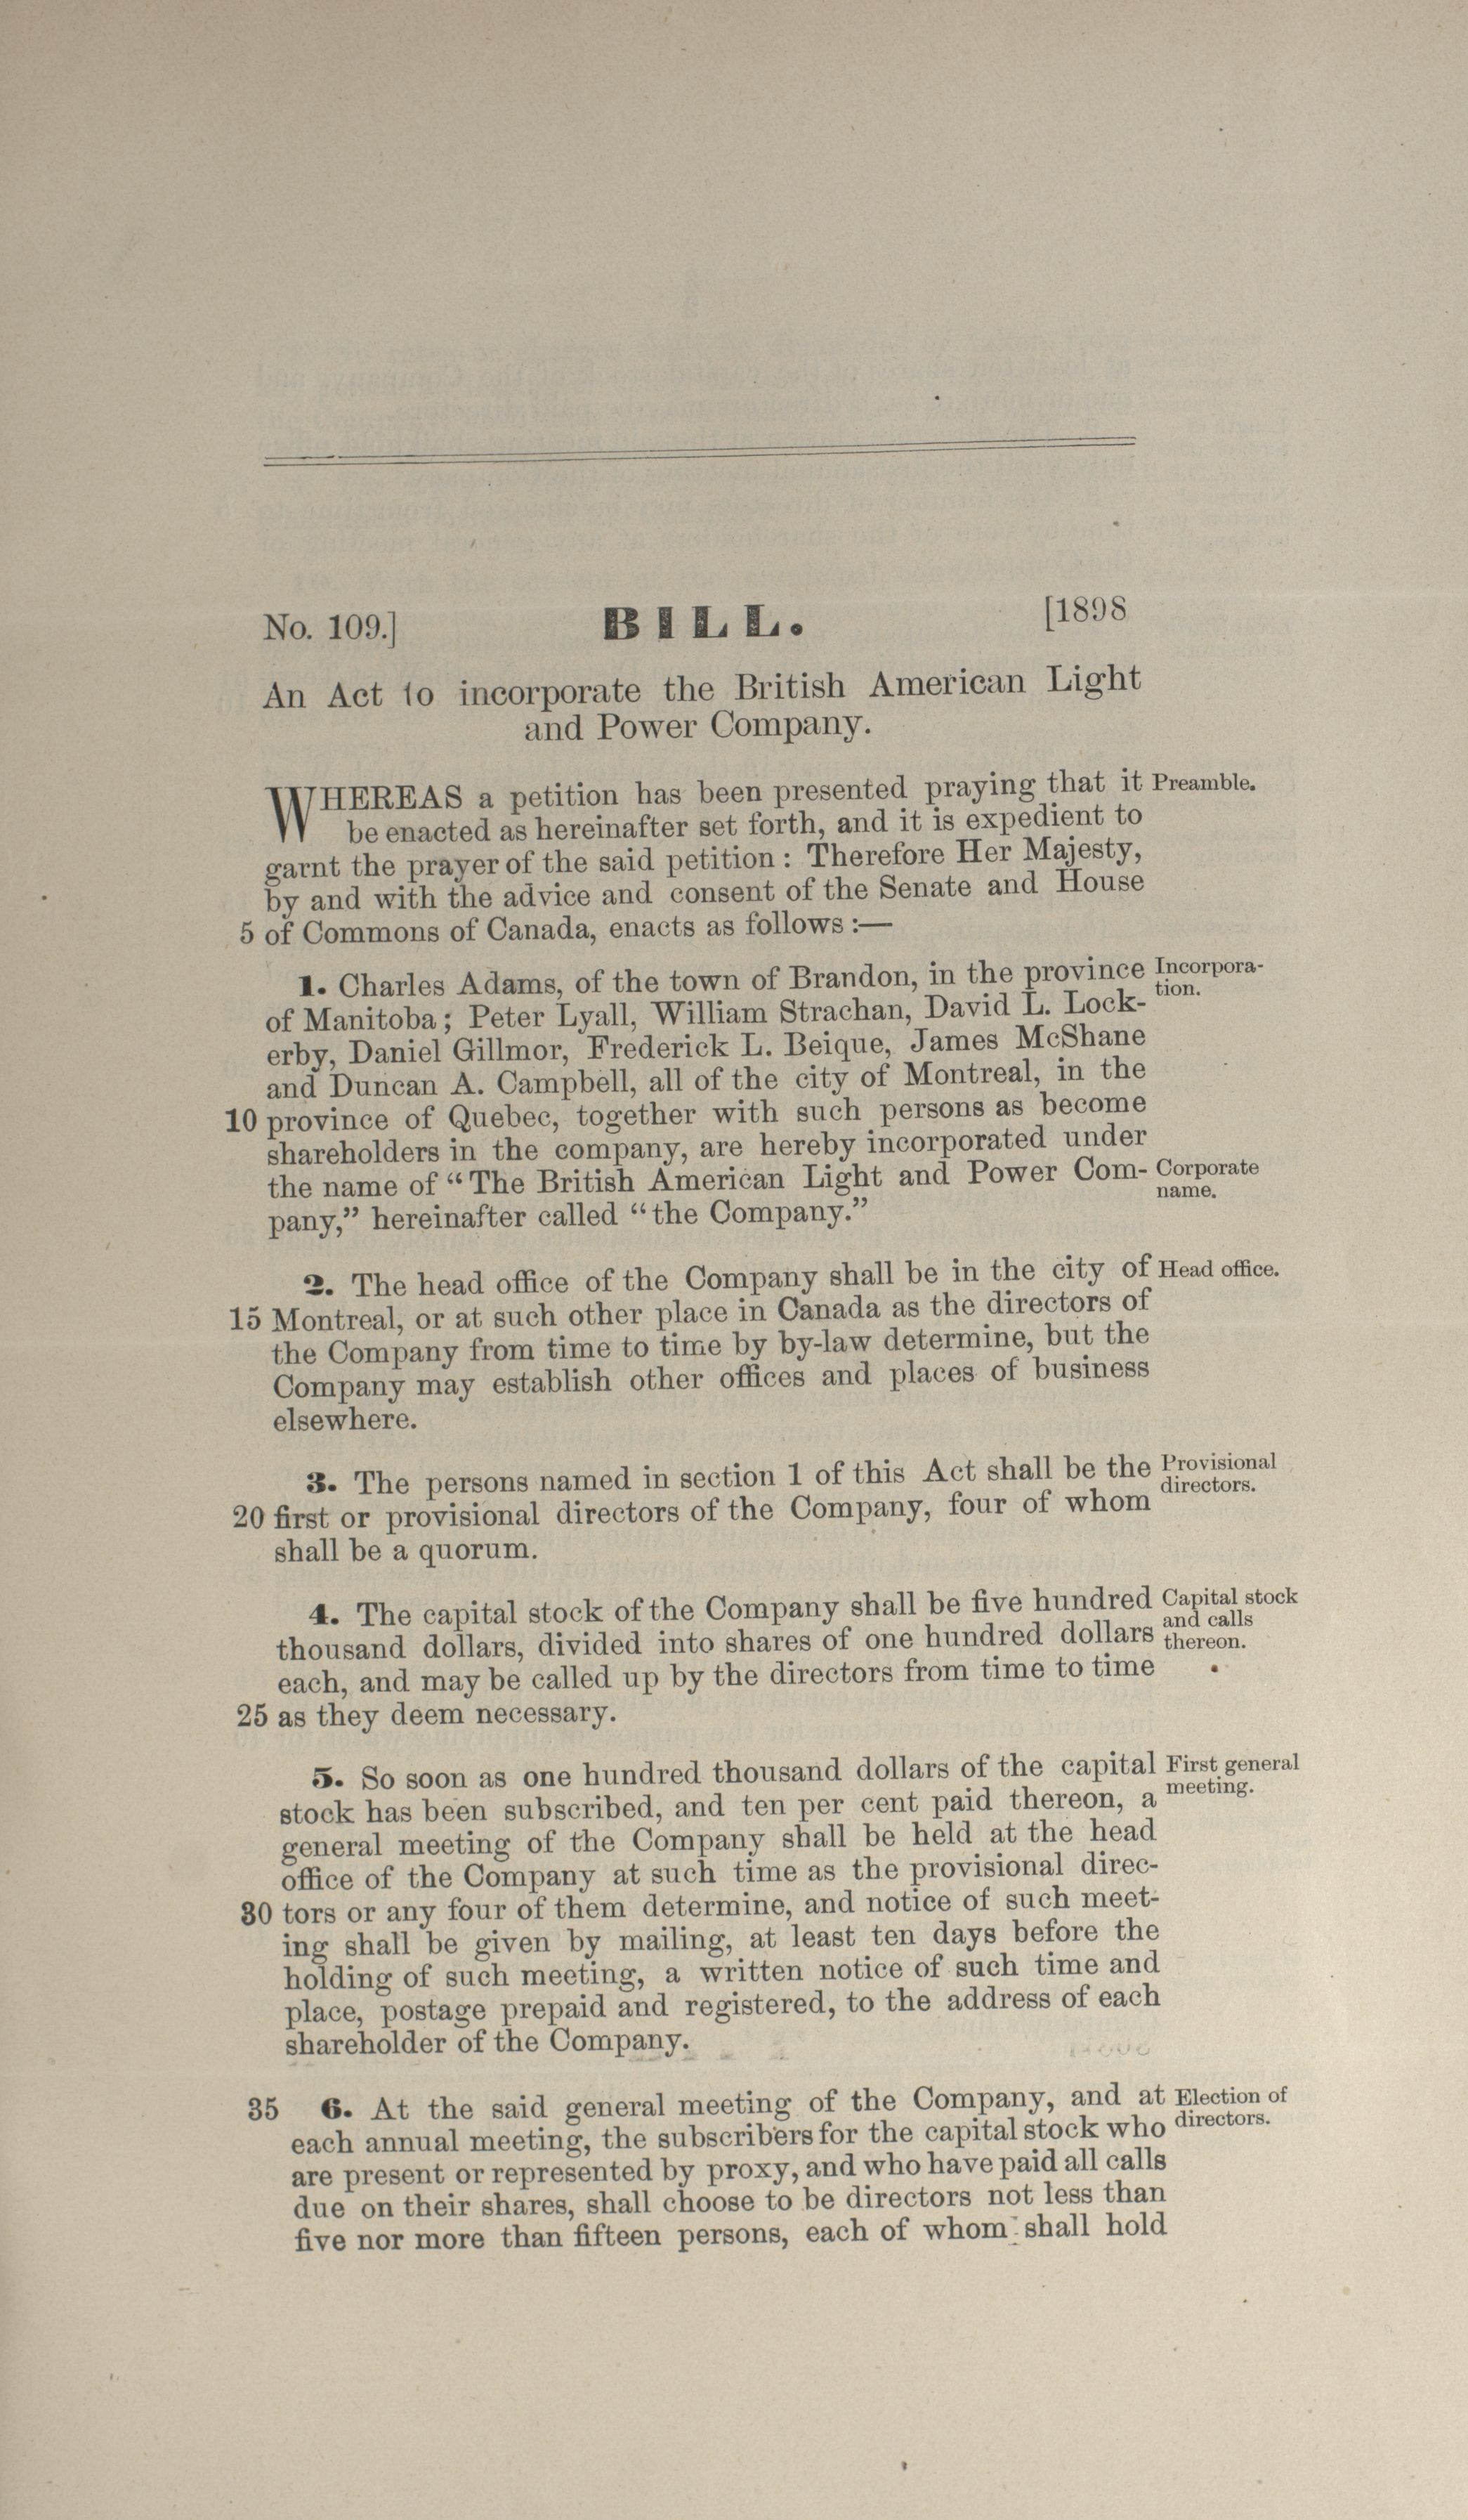 No. 109.] BILL. [1898
An Act to incorporate the British American Light
and Power Company.
WHEREAS a petition has been presented praying that it Preamble.
be enacted as hereinafter set forth, and it is expedient to
garnt the prayer of the said petition : Therefore Her Majesty,
by and with the advice and consent of the Senate and House
5 of Commons of Canada, enacts as follows :—
1. Charles Adams, of the town of Brandon, in the province Incorpora-
tion.
of Manitoba ; Peter Lyall, William Strachan, David L. Lock-
erby, Daniel Gillmor, Frederick L. Beique, James McShane
and Duncan A. Campbell, all of the city of Montreal, in the
10 province of Quebec, together with such persons as become
shareholders in the company, are hereby incorporated under
the name of “The British American Light and Power Com- Corporate
name.
pany,” hereinafter called “the Company.”
2. The head office of the Company shall be in the city of Head office.
15 Montreal, or at such other place in Canada as the directors of
the Company from time to time by by-law determine, but the
Company may establish other offices and places of business
elsewhere.
3. The persons named in section 1 of this Act shall be the Provisional
directors.
20 first or provisional directors of the Company, four of whom
shall be a quorum.
4. The capital stock of the Company shall be five hundred Capital stock
and calls
thousand dollars, divided into shares of one hundred dollars thereon.
each, and may be called up by the directors from time to time
25 as they deem necessary.
5. So soon as one hundred thousand dollars of the capital First general
stock has been subscribed, and ten per cent paid thereon, a meeting.
general meeting of the Company shall be held at the head
office of the Company at such time as the provisional direc-
30 tors or any four of them determine, and notice of such meet-
ing shall be given by mailing, at least ten days before the
holding of such meeting, a written notice of such time and
place, postage prepaid and registered, to the address of each
shareholder of the Company.
35 6. At the said general meeting of the Company, and at Election of
each annual meeting, the subscribers for the capital stock who directors.
are present or represented by proxy, and who have paid all calls
due on their shares, shall choose to be directors not less than
five nor more than fifteen persons, each of whom shall hold